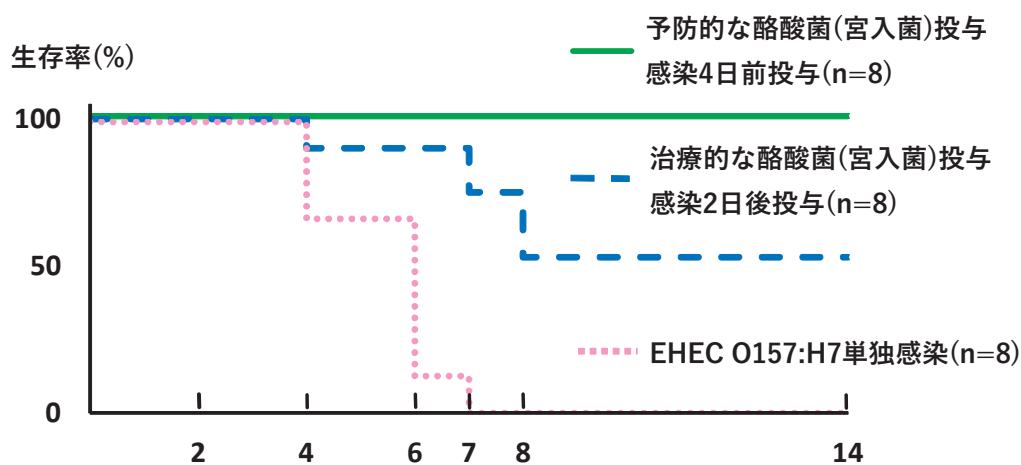 予防的な酪酸菌(宮入菌)投与
感染4日前投与(n=8)
生存率(%)
100
治療的な酪酸菌(宮入菌)投与
感染2日後投与(n=8)
50
EHEC O157:H7単独感染(n=8)
0
2 4 6 7 8 14